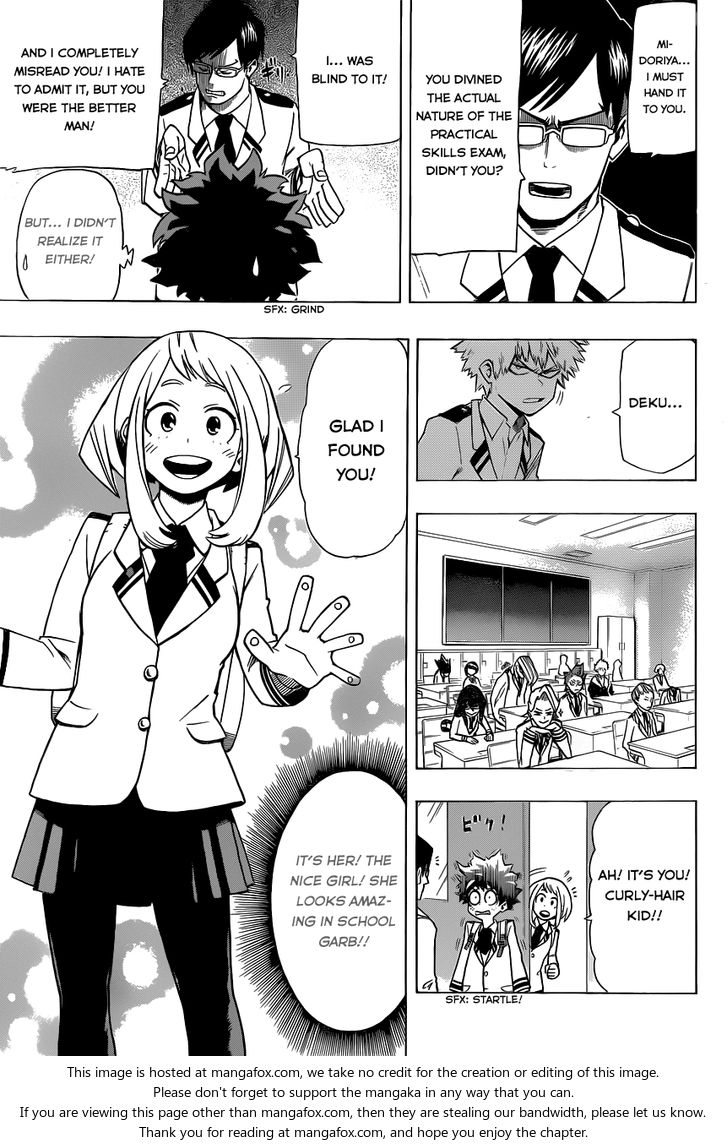 MI-
DORIYA...
I MUST
HAND IT
TO YOU.
YOU DIVINED
THE ACTUAL
NATURE OF THE
PRACTICAL
SKILLS EXAM,
DIDN'T YOU?
I... WAS
BLIND TO IT!
AND I COMPLETELY
MISREAD YOU! I HATE
TO ADMIT IT, BUT YOU
WERE THE BETTER
MAN!
BUT... I DIDN'T
REALIZE IT
EITHER!
SFX: GRIND
DEKU...
AH! IT'S YOU!
CURLY-HAIR
KID!!
ビクッ!
SFX: STARTLE!
GLAD I
FOUND
YOU!
IT'S HER! THE
NICE GIRL! SHE
LOOKS AMAZ-
ING IN SCHOOL
GARB!!
This image is hosted at mangafox.com, we take no credit for the creation or editing of this image.
Please don't forget to support the mangaka in any way that you can.
If you are viewing this page other than mangafox.com, then they are stealing our bandwidth, please let us know.
Thank you for reading at mangafox.com, and hope you enjoy the chapter.